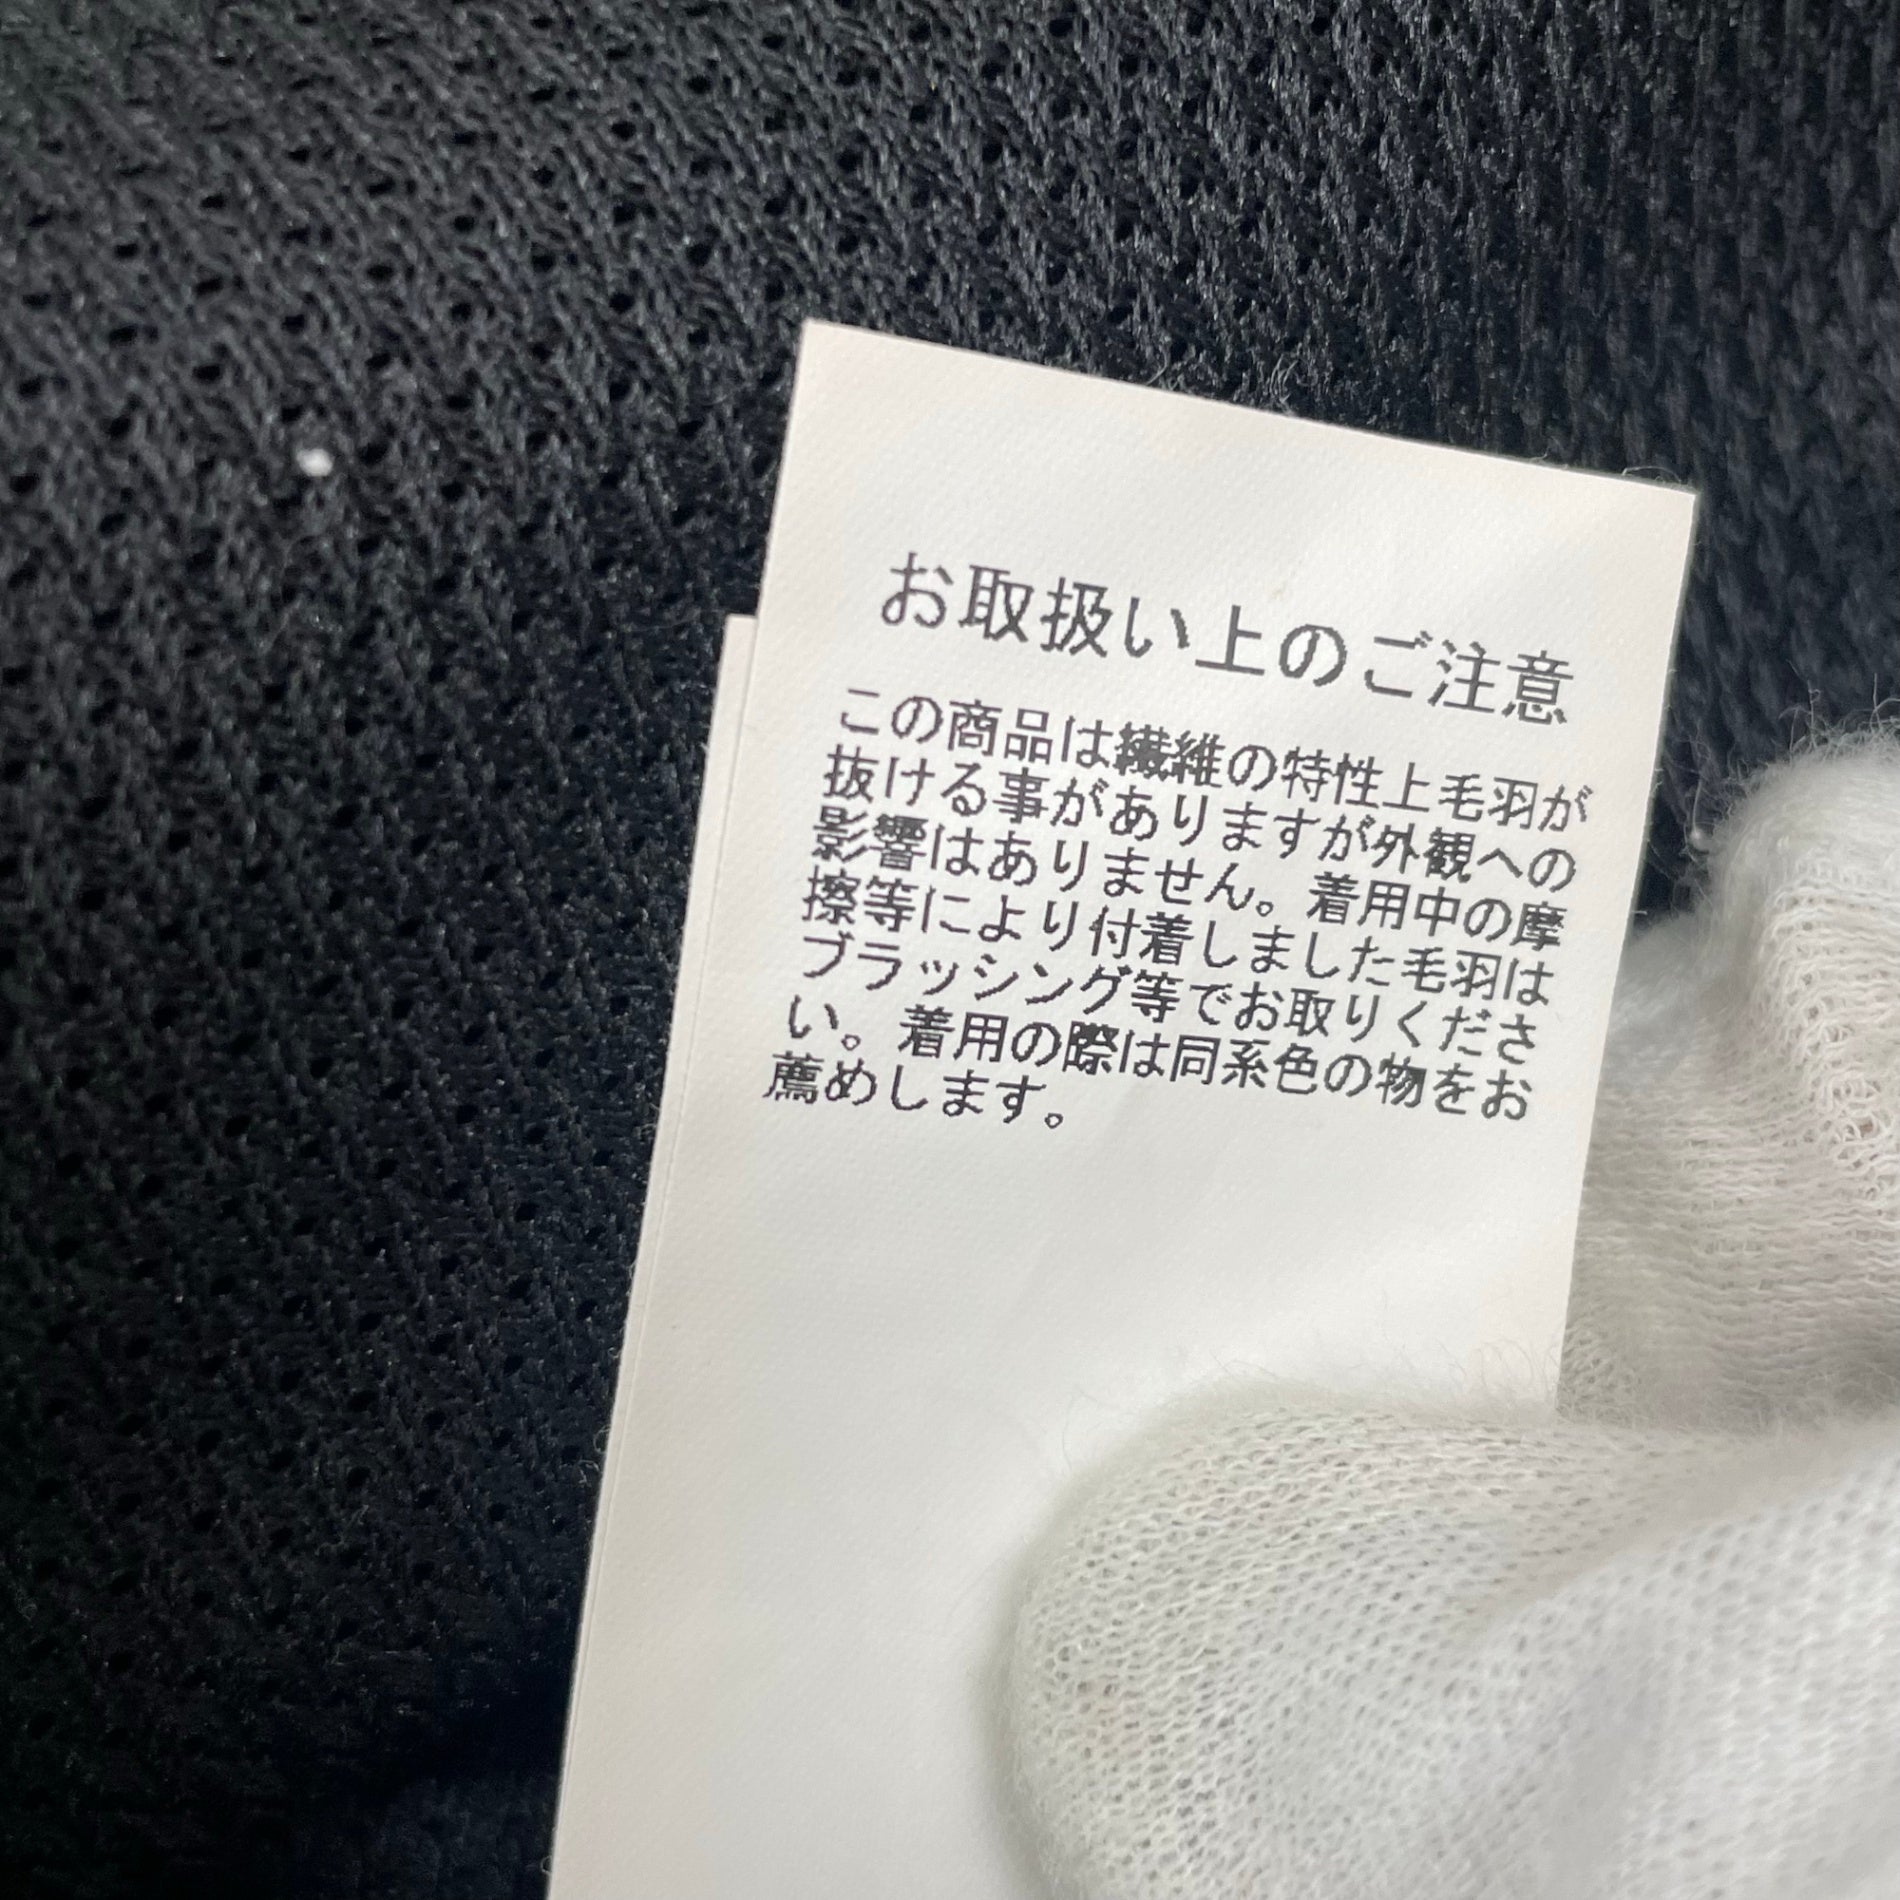 お取扱い上のご注意
この商品は繊維の特性上毛羽が
抜ける事がありますが外観への
影響はありません。着用中の摩
擦等により付着しました毛羽は
ブラッシング等でお取りくださ
い。着用の際は同系色の物をお
薦めします。